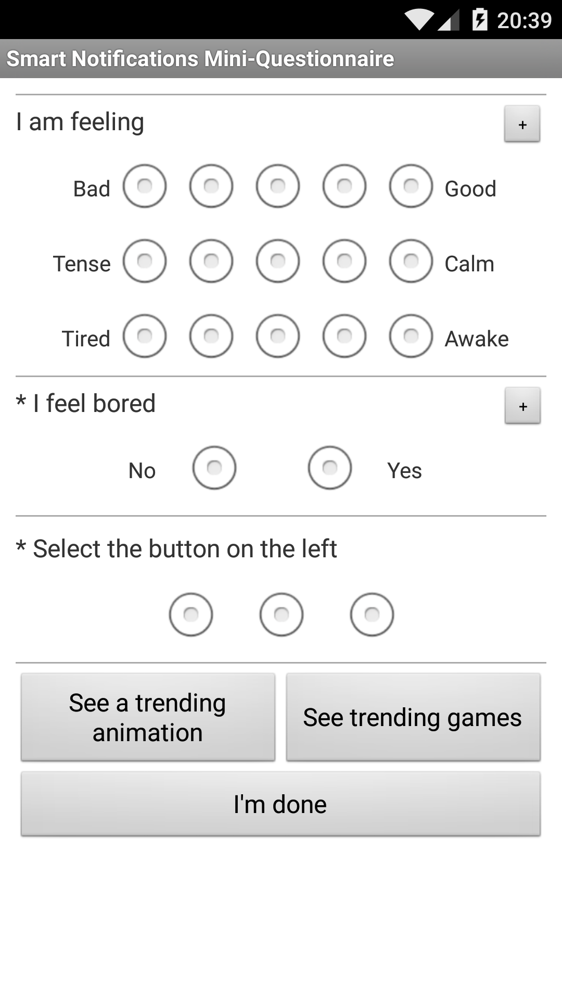 20:39
Smart Notifications Mini-Questionnaire
I am feeling +
Bad Good
Tense Calm
Tired Awake
* I feel bored +
No Yes
* Select the button on the left
See a trending
animation
See trending games
I'm done